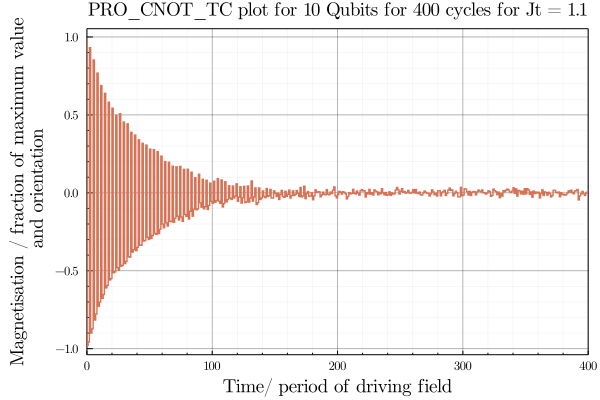 PRO_CNOT_TC plot for 10 Qubits for 400 cycles for Jt = 1.1
Magnetisation / fraction of maximum value
and orientation
1.0
0.5
0.0
−0.5
−1.0
0
100
200
300
400
Time/ period of driving field